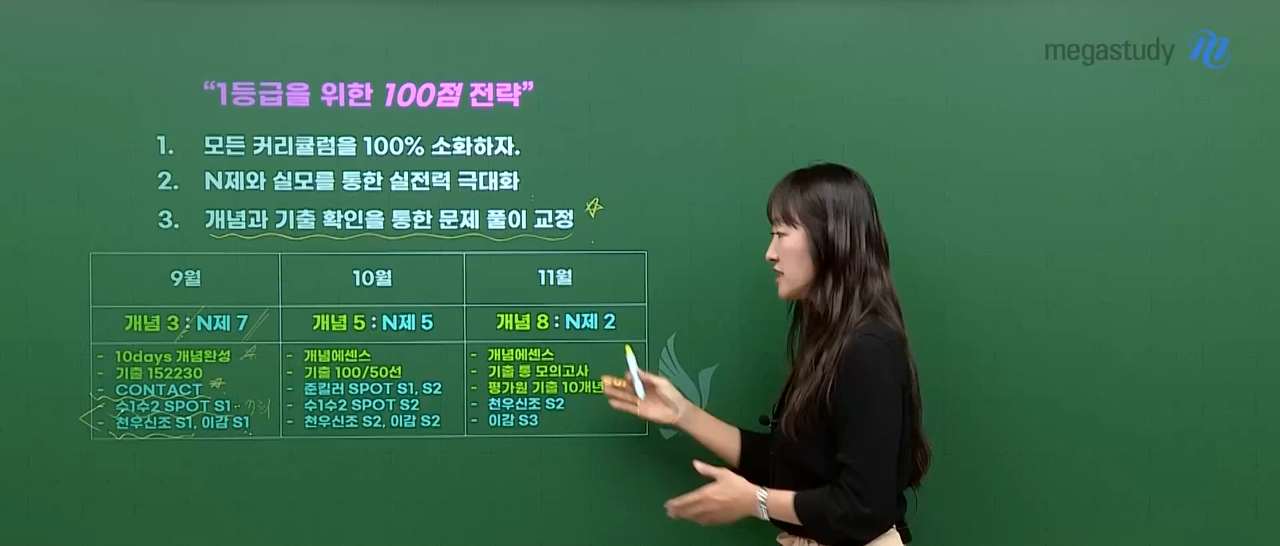 megastudy
“1등급을 위한 100점 전략”
1. 모든 커리큘럼을 100% 소화하자.
2. N제와 실모를 통한 실전력 극대화
3. 개념과 기출 확인을 통한 문제 풀이 교정
9월 10월 11월
개념 3 : N제 7 개념 5 : N제 5 개념 8 : N제 2
- 10days 개념완성 - 개념에센스 - 개념에센스
- 기출 152230 - 기출 100/50선 - 기출 통 모의고사
- CONTACT - 준킬러 SPOT S1, S2 - 평가원 기출 10개년
- 수1수2 SPOT S1 - 수1수2 SPOT S2 - 천우신조 S2
- 천우신조 S1, 이감 S1 - 천우신조 S2, 이감 S2 - 이감 S3